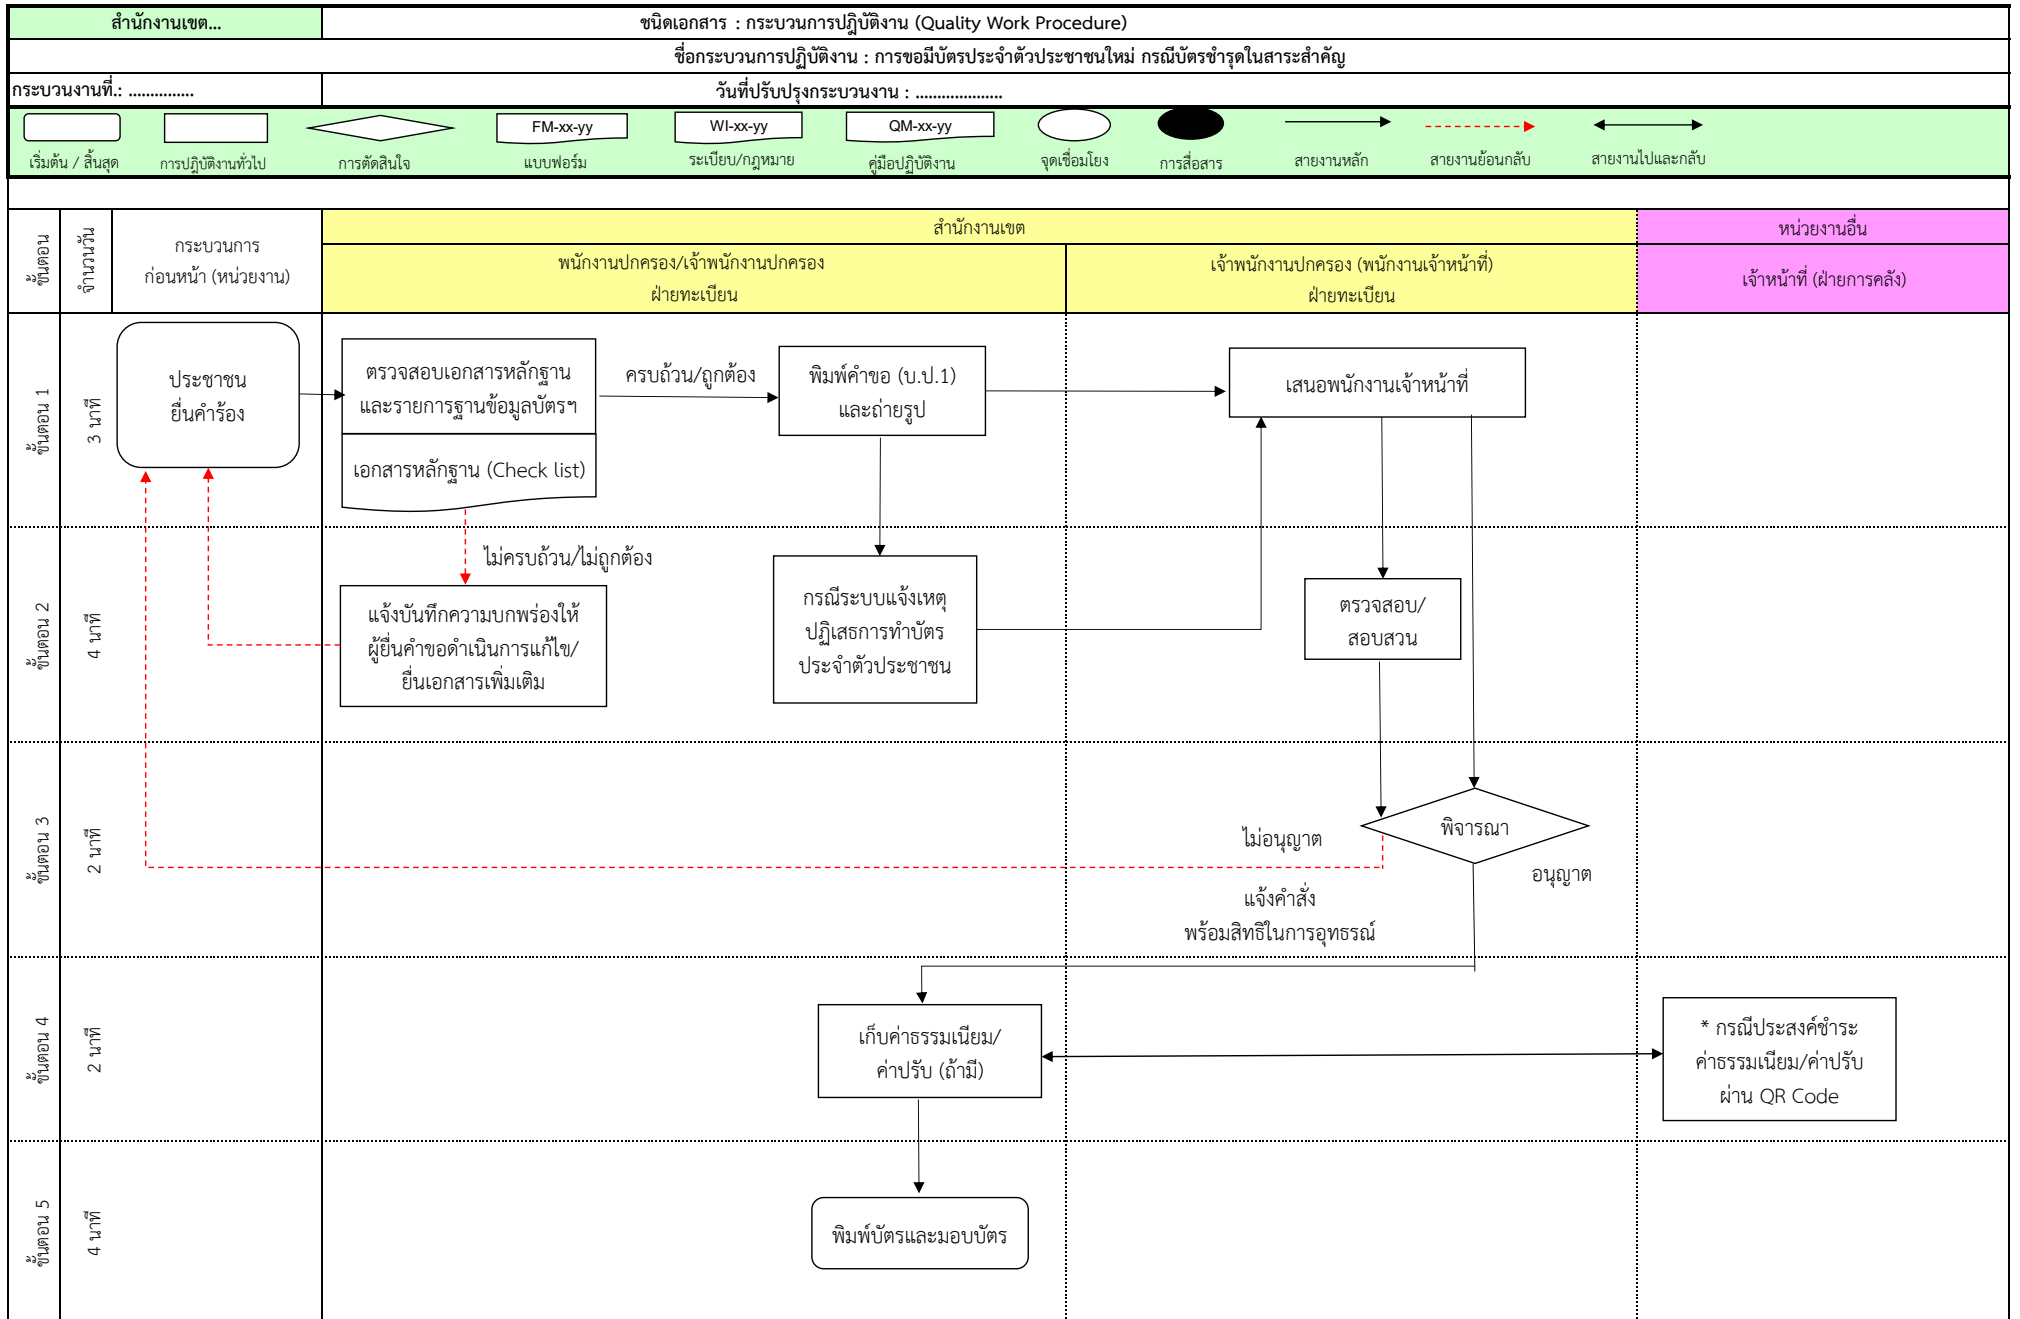 สำนักงานเขต...
ชนิดเอกสาร : กระบวนการปฏิบัติงาน (Quality Work Procedure)
ชื่อกระบวนการปฏิบัติงาน : การขอมีบัตรประจำตัวประชาชนใหม่ กรณีบัตรชำรุดในสาระสำคัญ
กระบวนงานที่.: ...............
วันที่ปรับปรุงกระบวนงาน : ....................
FM-xx-yy
WI-xx-yy
QM-xx-yy
เริ่มต้น / สิ้นสุด
การปฏิบัติงานทั่วไป
การตัดสินใจ
แบบฟอร์ม
ระเบียบ/กฎหมาย
คู่มือปฏิบัติงาน
จุดเชื่อมโยง
การสื่อสาร
สายงานหลัก
สายงานย้อนกลับ
สายงานไปและกลับ
ขั้นตอน
จำนวนวัน
กระบวนการ
ก่อนหน้า (หน่วยงาน)
สำนักงานเขต
หน่วยงานอื่น
พนักงานปกครอง/เจ้าพนักงานปกครอง
ฝ่ายทะเบียน
เจ้าพนักงานปกครอง (พนักงานเจ้าหน้าที่)
ฝ่ายทะเบียน
เจ้าหน้าที่ (ฝ่ายการคลัง)
ขั้นตอน 1
3 นาที
ประชาชน
ยื่นคำร้อง
ตรวจสอบเอกสารหลักฐาน
และรายการฐานข้อมูลบัตรฯ
เอกสารหลักฐาน (Check list)
ครบถ้วน/ถูกต้อง
พิมพ์คำขอ (บ.ป.1)
และถ่ายรูป
เสนอพนักงานเจ้าหน้าที่
ขั้นตอน 2
4 นาที
ไม่ครบถ้วน/ไม่ถูกต้อง
แจ้งบันทึกความบกพร่องให้
ผู้ยื่นคำขอดำเนินการแก้ไข/
ยื่นเอกสารเพิ่มเติม
กรณีระบบแจ้งเหตุ
ปฏิเสธการทำบัตร
ประจำตัวประชาชน
ตรวจสอบ/
สอบสวน
ขั้นตอน 3
2 นาที
พิจารณา
ไม่อนุญาต
อนุญาต
แจ้งคำสั่ง
พร้อมสิทธิในการอุทธรณ์
ขั้นตอน 4
2 นาที
เก็บค่าธรรมเนียม/
ค่าปรับ (ถ้ามี)
* กรณีประสงค์ชำระ
ค่าธรรมเนียม/ค่าปรับ
ผ่าน QR Code
ขั้นตอน 5
4 นาที
พิมพ์บัตรและมอบบัตร